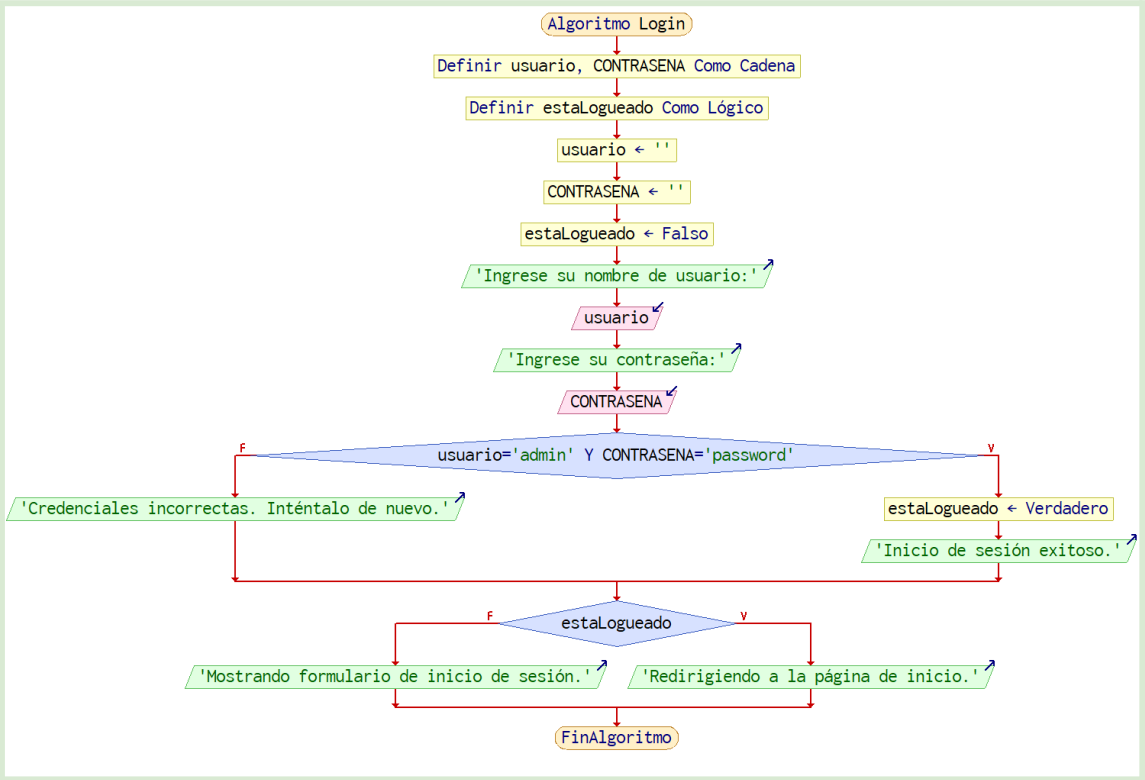 Algoritmo Login
Definir usuario, CONTRASENA Como Cadena
Definir estaLogueado Como Lógico
usuario ← ''
CONTRASENA ← ''
estaLogueado ← Falso
'Ingrese su nombre de usuario:'
usuario
'Ingrese su contraseña:'
CONTRASENA
F
V
usuario='admin' Y CONTRASENA='password'
'Credenciales incorrectas. Inténtalo de nuevo.'
estaLogueado ← Verdadero
'Inicio de sesión exitoso.'
F
V
estaLogueado
'Mostrando formulario de inicio de sesión.'
'Redirigiendo a la página de inicio.'
FinAlgoritmo